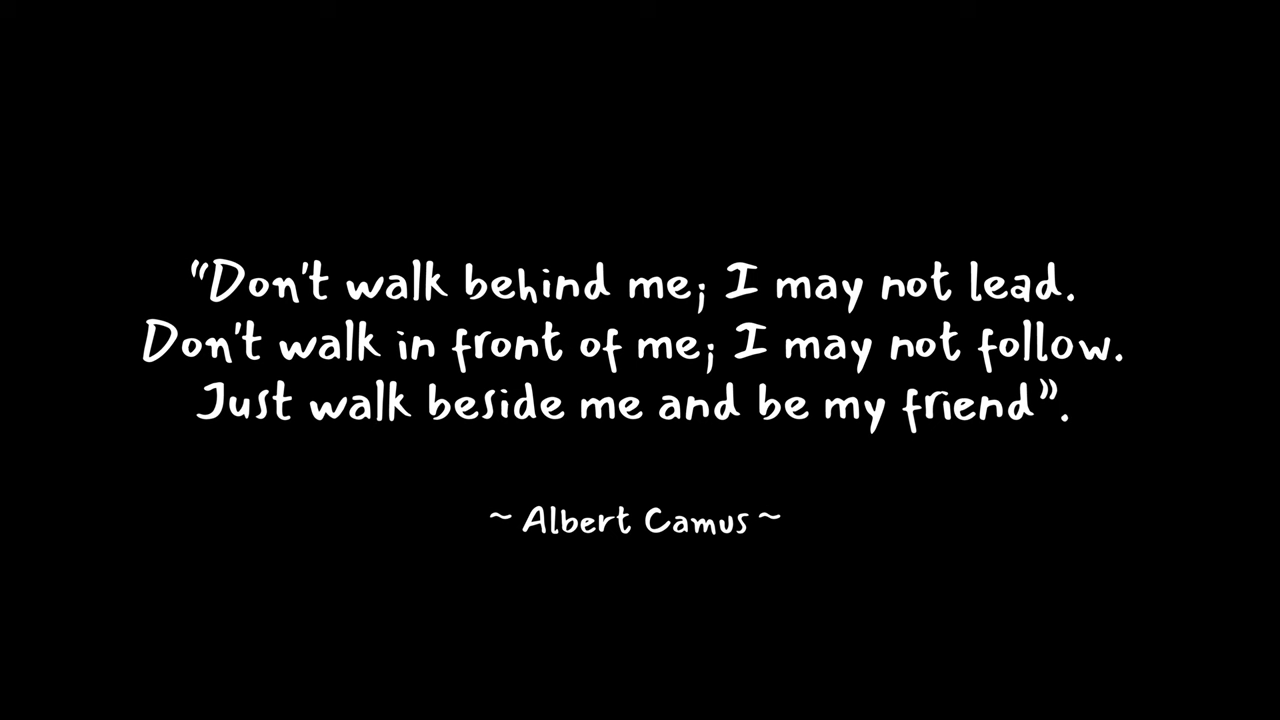 “Don't walk behind me; I may not lead.
Don't walk in front of me; I may not follow.
Just walk beside me and be my friend”.
~ Albert Camus ~